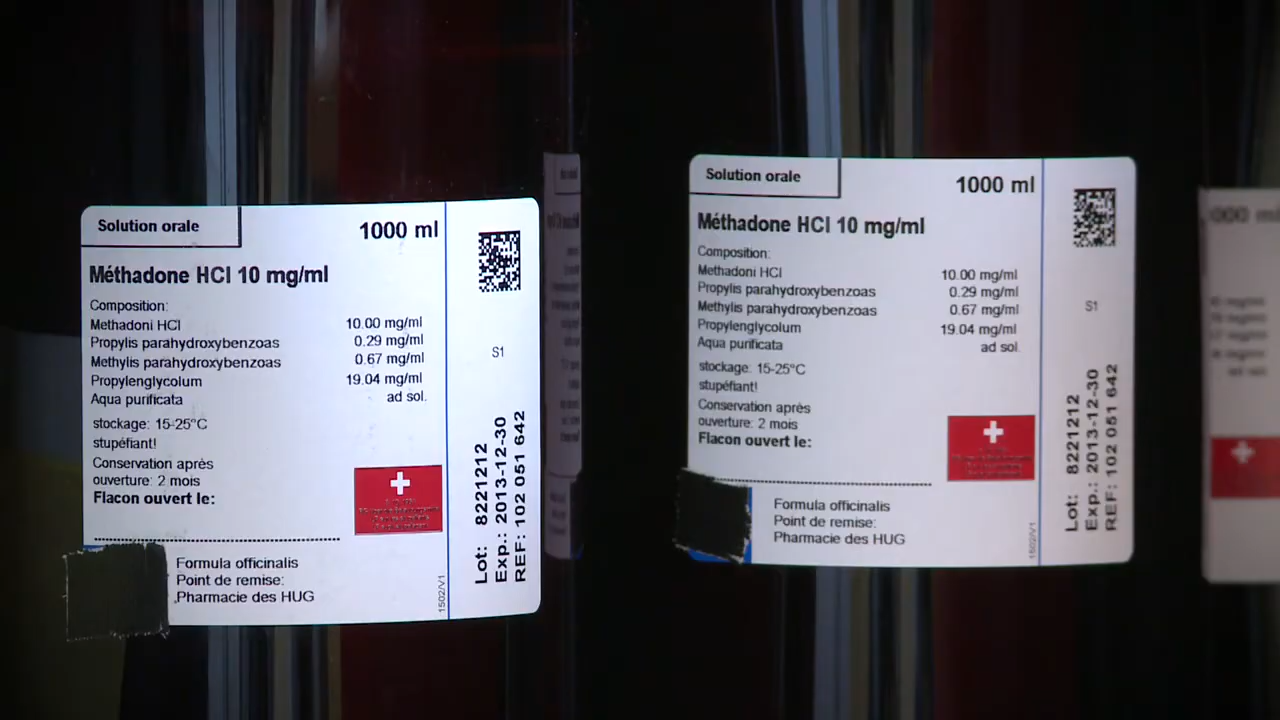 Solution orale
1000 ml
Méthadone HCl 10 mg/ml
Composition:
Methadoni HCl 10.00 mg/ml
Propylis parahydroxybenzoas 0.29 mg/ml
Methylis parahydroxybenzoas 0.67 mg/ml
Propylenglycolum 19.04 mg/ml
Aqua purificata ad sol.
stockage: 15-25°C
stupéfiant!
Conservation après
ouverture: 2 mois
Flacon ouvert le:
Formula officinalis
Point de remise:
Pharmacie des HUG
1502/V1
S1
Lot: 8221212
Exp.: 2013-12-30
REF: 102 051 642
Solution orale
1000 ml
Méthadone HCl 10 mg/ml
Composition:
Methadoni HCl 10.00 mg/ml
Propylis parahydroxybenzoas 0.29 mg/ml
Methylis parahydroxybenzoas 0.67 mg/ml
Propylenglycolum 19.04 mg/ml
Aqua purificata ad sol.
stockage: 15-25°C
stupéfiant!
Conservation après
ouverture: 2 mois
Flacon ouvert le:
Formula officinalis
Point de remise:
Pharmacie des HUG
1502/V1
S1
Lot: 8221212
Exp.: 2013-12-30
REF: 102 051 642
1000 ml